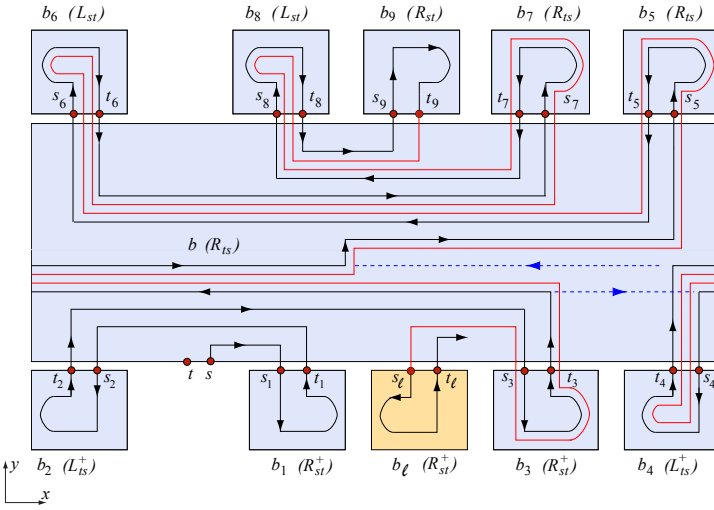 b6 (Lst) b8 (Lst) b9 (Rst) b7 (Rts) b5 (Rts)
s6 t6 s8 t8 s9 t9 t7 s7 t5 s5
b (Rts)
t2 s2 t s s1 t1 sℓ tℓ s3 t3 t4 s4
b2 (L+ts) b1 (R+st) bℓ (R+st) b3 (R+st) b4 (L+ts)
y
x